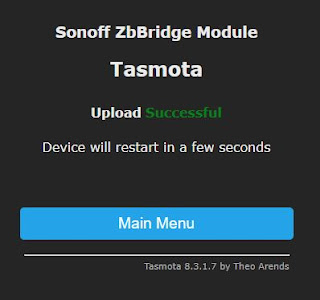 Sonoff ZbBridge Module
Tasmota
Upload Successful
Device will restart in a few seconds
Main Menu
Tasmota 8.3.1.7 by Theo Arends